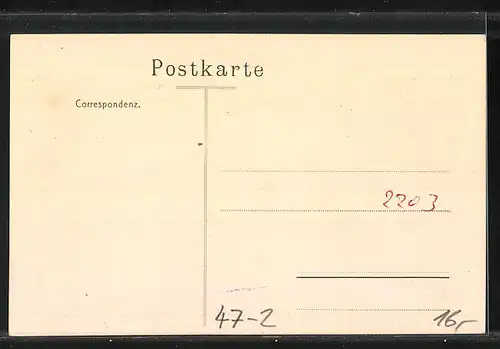 Postkarte
Correspondenz.
2203
47-2
16,-